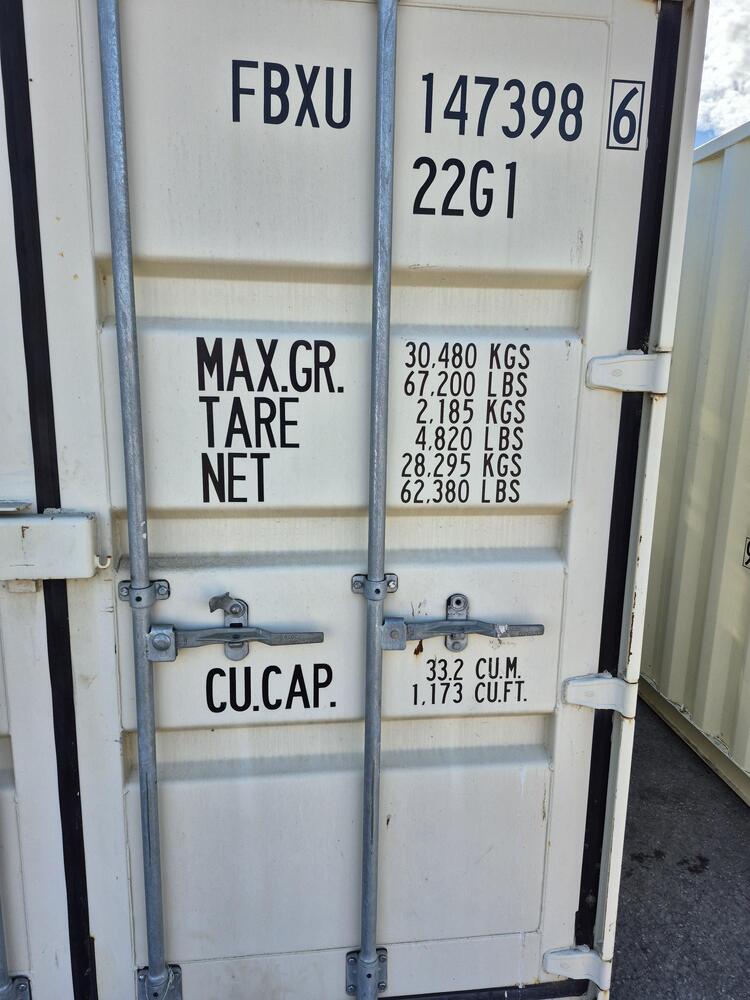 FBXU 147398 6
22G1
MAX.GR. 30,480 KGS
67,200 LBS
TARE 2,185 KGS
4,820 LBS
NET 28,295 KGS
62,380 LBS
CU.CAP. 33.2 CU.M.
1,173 CU.FT.